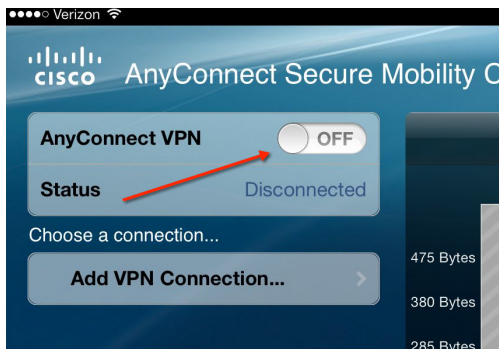 Verizon
CISCO AnyConnect Secure Mobility C
AnyConnect VPN OFF
Status Disconnected
Choose a connection...
Add VPN Connection...
475 Bytes
380 Bytes
285 Bytes